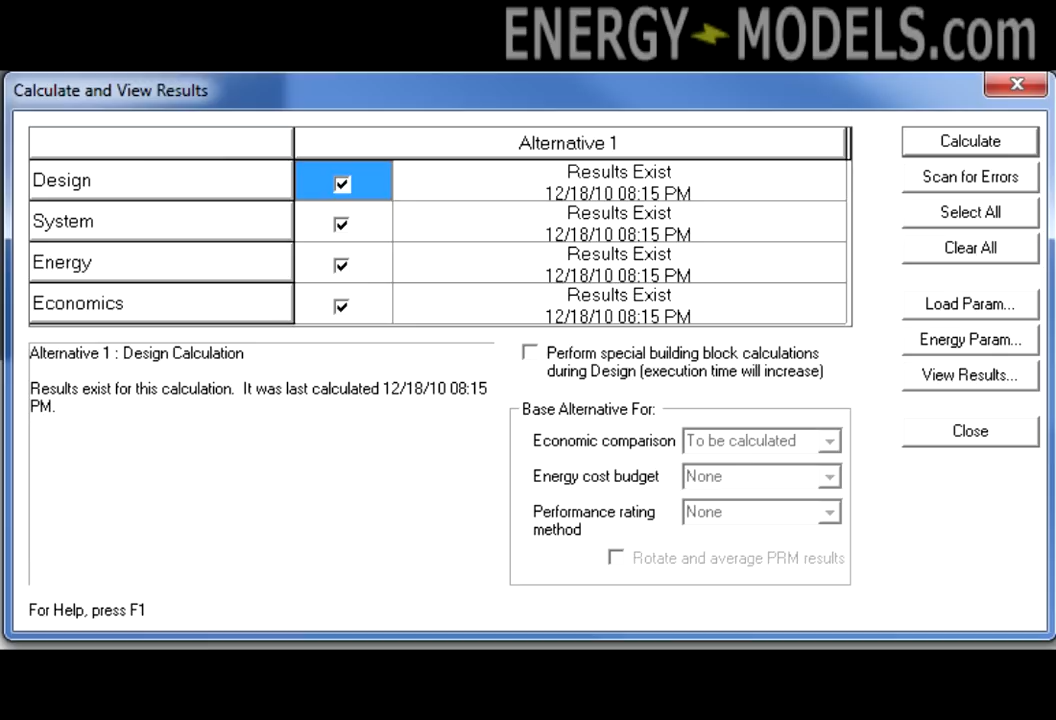 ENERGY MODELS.com
Calculate and View Results
x
Alternative 1
Design
Results Exist
12/18/10 08:15 PM
System
Results Exist
12/18/10 08:15 PM
Energy
Results Exist
12/18/10 08:15 PM
Economics
Results Exist
12/18/10 08:15 PM
Calculate
Scan for Errors
Select All
Clear All
Load Param...
Energy Param...
View Results...
Close
Alternative 1 : Design Calculation
Results exist for this calculation. It was last calculated 12/18/10 08:15
PM.
Perform special building block calculations
during Design (execution time will increase)
Base Alternative For:
Economic comparison To be calculated
Energy cost budget None
Performance rating None
method
Rotate and average PRM results
For Help, press F1